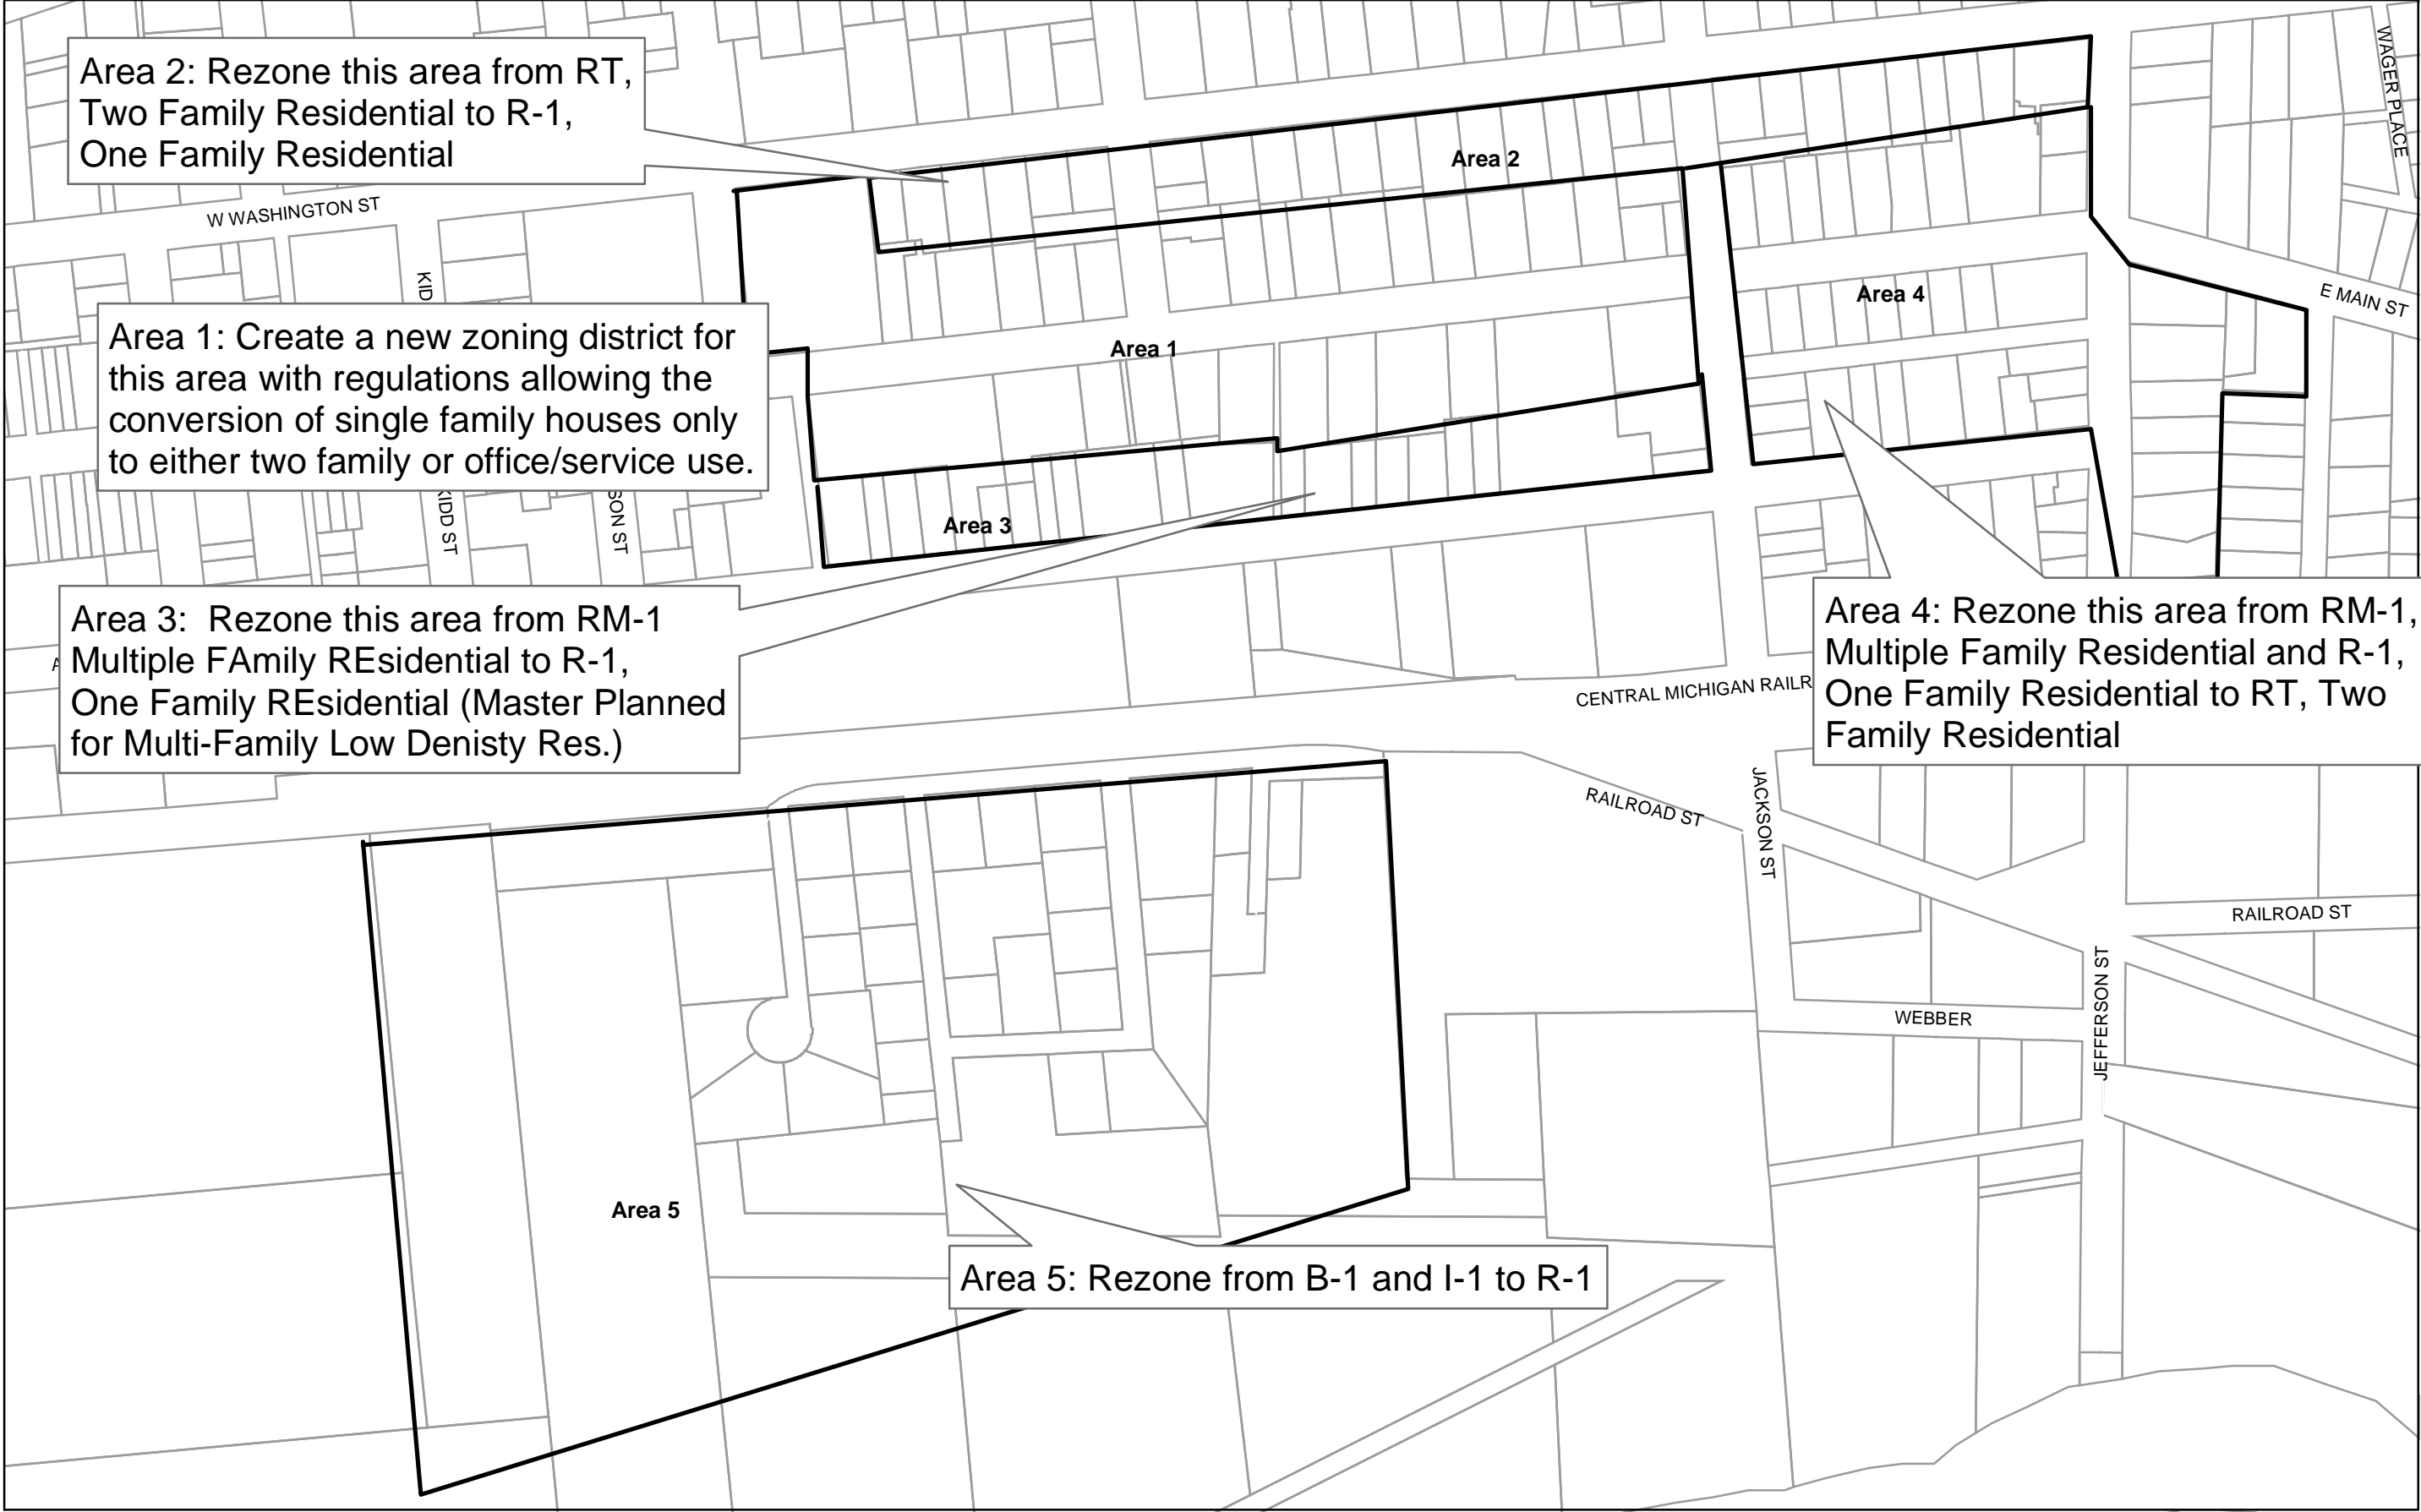 WAGER PLACE
Area 2: Rezone this area from RT,
Two Family Residential to R-1,
One Family Residential
Area 2
W WASHINGTON ST
KID
E MAIN ST
Area 4
Area 1: Create a new zoning district for
this area with regulations allowing the
conversion of single family houses only
to either two family or office/service use.
Area 1
KIDD ST
SON ST
Area 3
Area 3:  Rezone this area from RM-1
Multiple FAmily REsidential to R-1,
One Family REsidential (Master Planned
for Multi-Family Low Denisty Res.)
Area 4: Rezone this area from RM-1,
Multiple Family Residential and R-1,
One Family Residential to RT, Two
Family Residential
CENTRAL MICHIGAN RAILR
RAILROAD ST
JACKSON ST
RAILROAD ST
WEBBER
JEFFERSON ST
Area 5
Area 5: Rezone from B-1 and I-1 to R-1